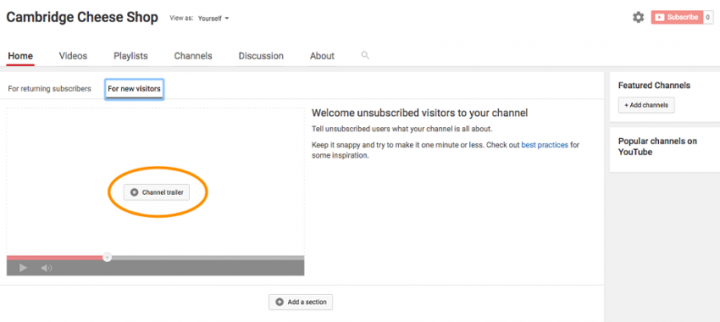 Cambridge Cheese Shop
View as: Yourself
Subscribe 0
Home Videos Playlists Channels Discussion About
For returning subscribers For new visitors
Welcome unsubscribed visitors to your channel
Tell unsubscribed users what your channel is all about.
Keep it snappy and try to make it one minute or less. Check out best practices for
some inspiration.
Channel trailer
Add a section
Featured Channels
+ Add channels
Popular channels on
YouTube